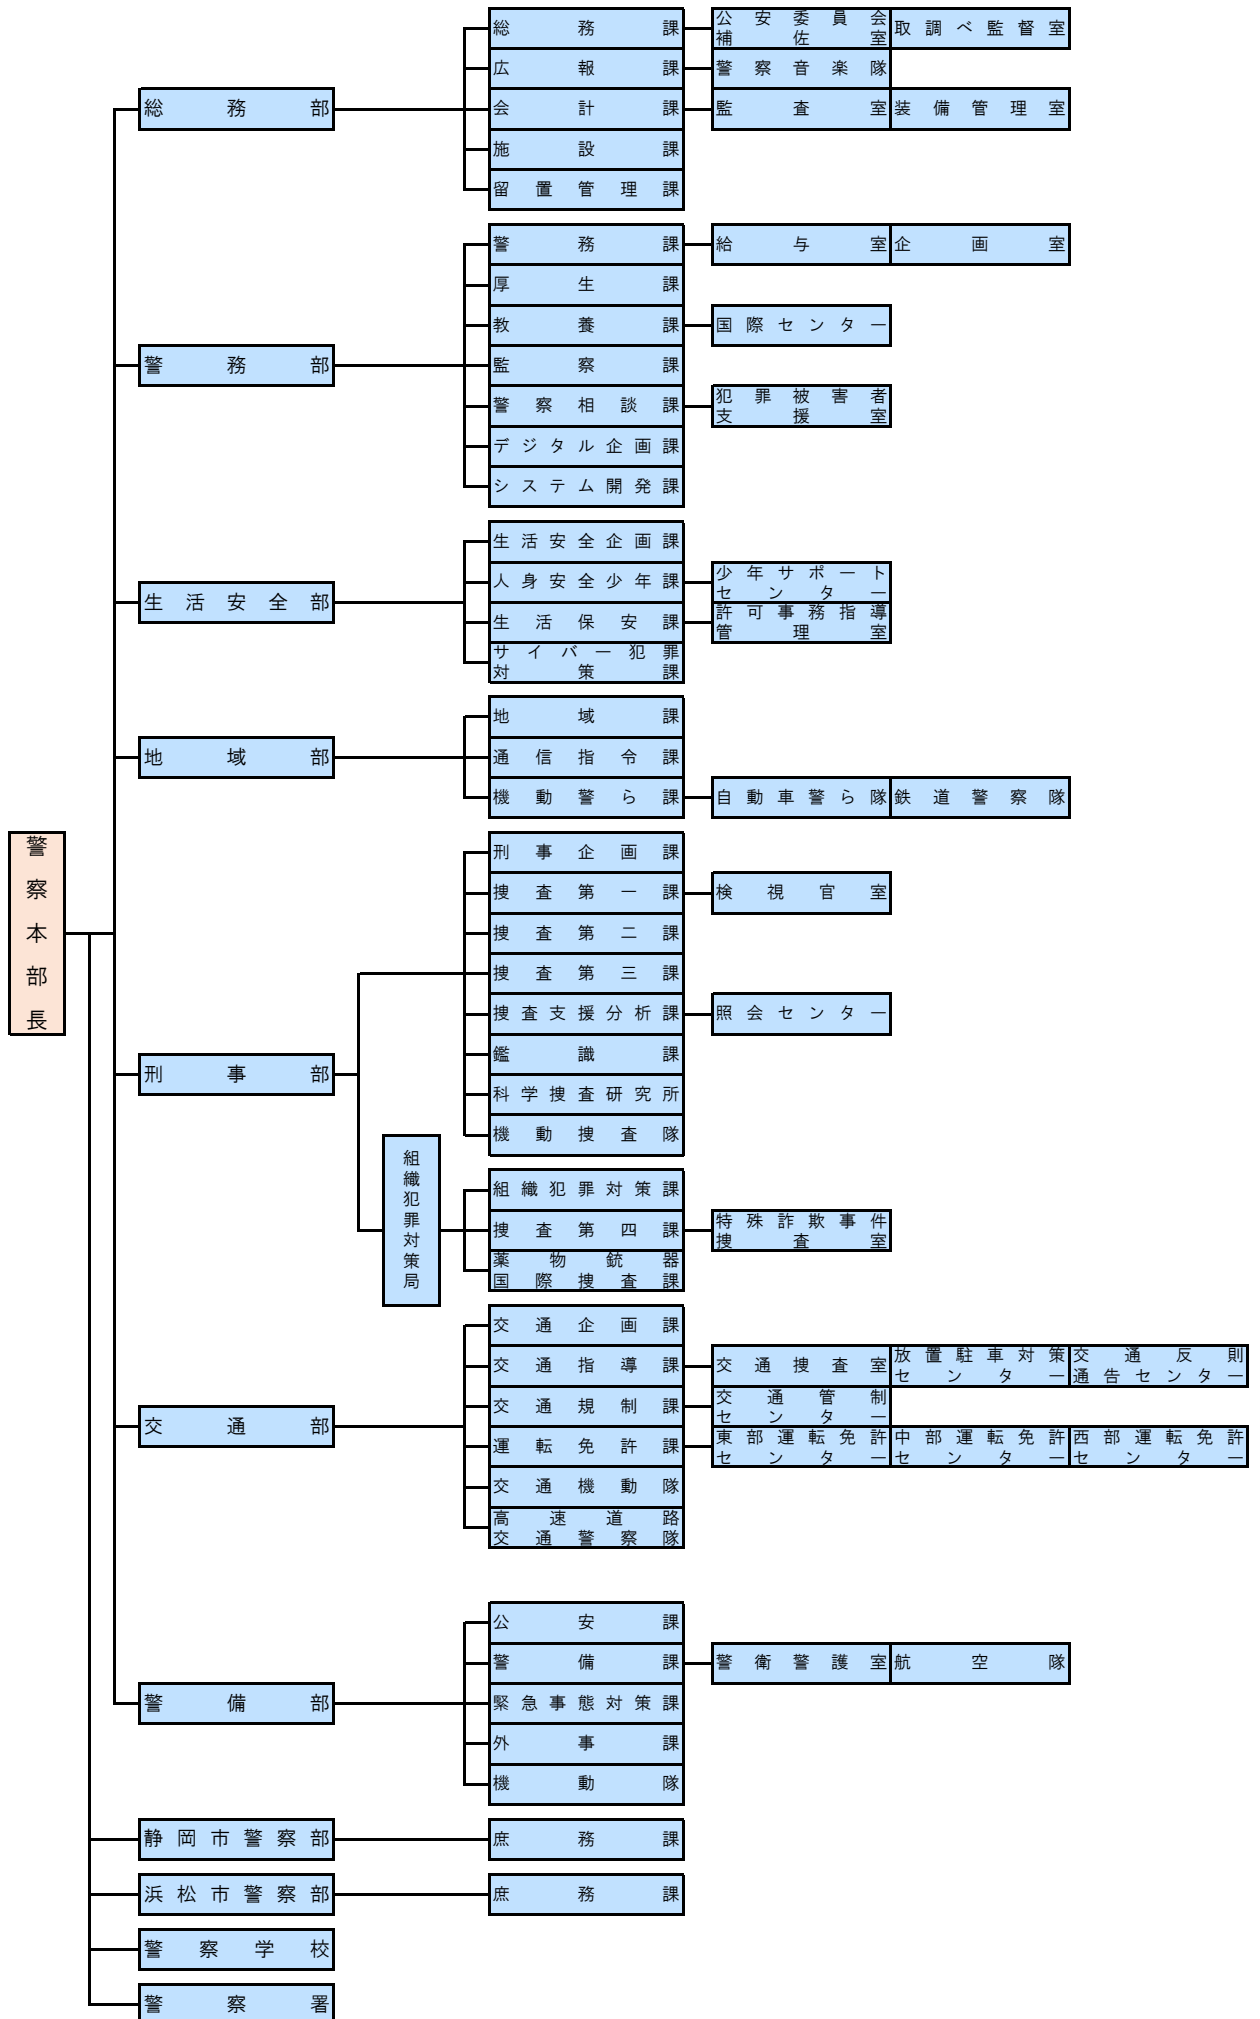 総務課
公安委員会
補佐室
取調べ監督室
広報課
警察音楽隊
総務部
会計課
監査室
装備管理室
施設課
留置管理課
警務課
給与室
企画室
厚生課
教養課
国際センター
警務部
監察課
警察相談課
犯罪被害者
支援室
デジタル企画課
システム開発課
生活安全企画課
生活安全部
人身安全少年課
少年サポート
センター
生活保安課
許可事務指導
管理室
サイバー犯罪
対策課
地域課
地域部
通信指令課
機動警ら課
自動車警ら隊
鉄道警察隊
警察本部長
刑事企画課
捜査第一課
検視官室
捜査第二課
捜査第三課
捜査支援分析課
照会センター
鑑識課
刑事部
科学捜査研究所
機動捜査隊
組織犯罪対策局
組織犯罪対策課
捜査第四課
特殊詐欺事件
捜査室
薬物銃器
国際捜査課
交通企画課
交通指導課
交通捜査室
放置駐車対策
センター
交通反則
通告センター
交通部
交通規制課
交通管制
センター
運転免許課
東部運転免許
センター
中部運転免許
センター
西部運転免許
センター
交通機動隊
高速道路
交通警察隊
公安課
警備課
警衛警護室
航空隊
警備部
緊急事態対策課
外事課
機動隊
静岡市警察部
庶務課
浜松市警察部
庶務課
警察学校
警察署